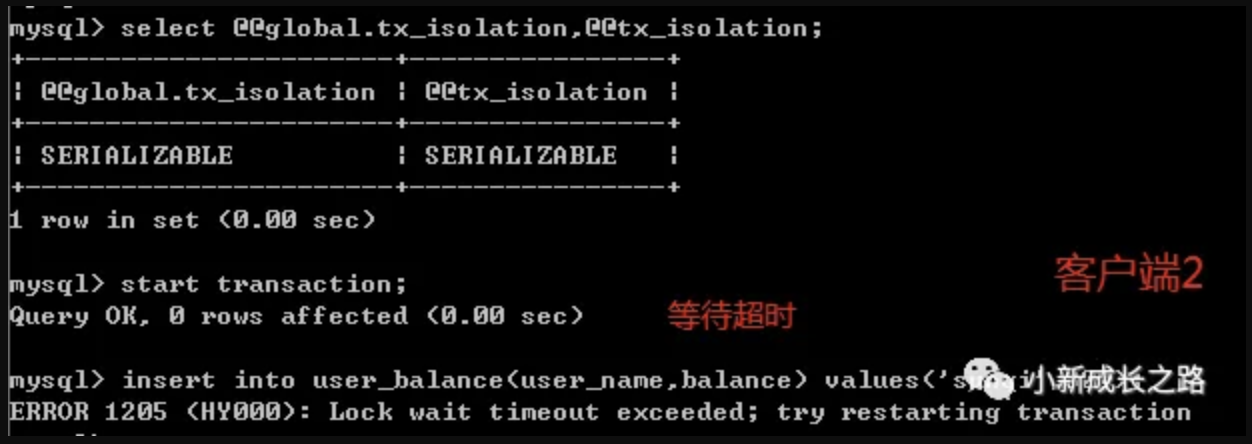 mysql> select @@global.tx_isolation,@@tx_isolation;
+-----------------------+----------------+
| @@global.tx_isolation | @@tx_isolation |
+-----------------------+----------------+
| SERIALIZABLE          | SERIALIZABLE   |
+-----------------------+----------------+
1 row in set (0.00 sec)
mysql> start transaction;
客户端2
Query OK, 0 rows affected (0.00 sec)
等待超时
mysql> insert into user_balance(user_name,balance) values('
小新成长之路
ERROR 1205 (HY000): Lock wait timeout exceeded; try restarting transaction